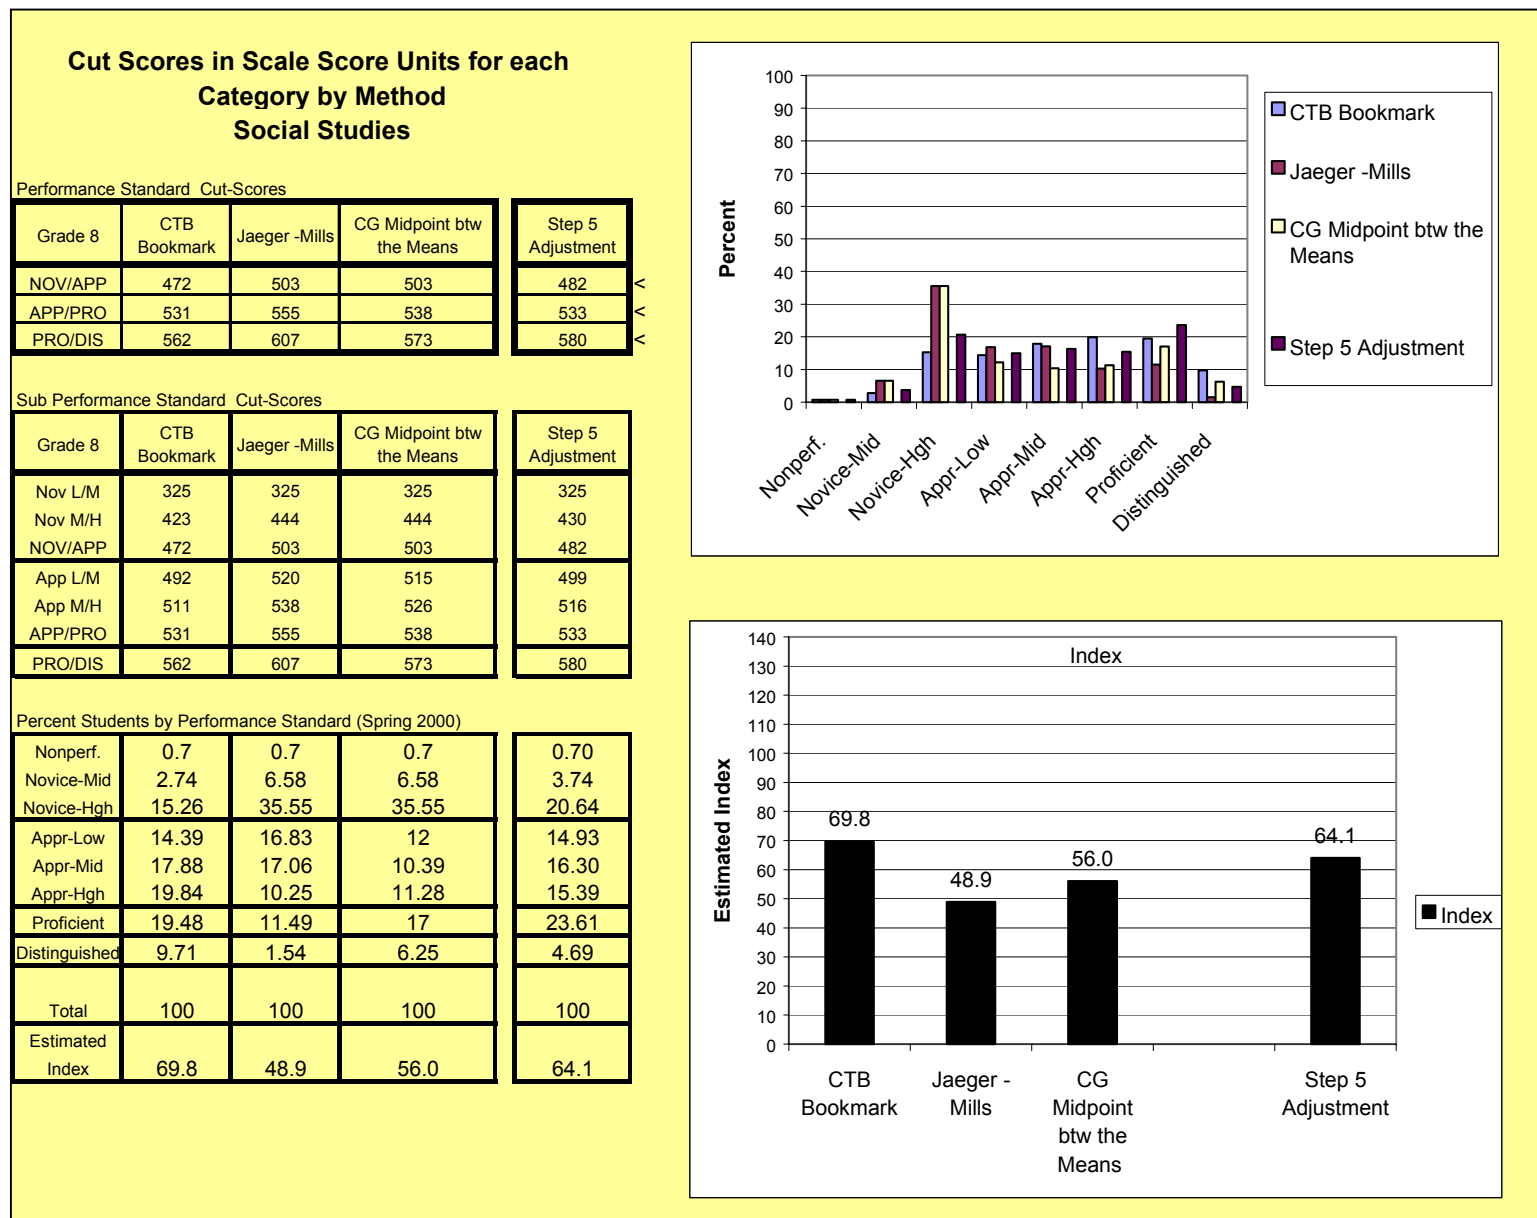 Cut Scores in Scale Score Units for each
Category by Method
Social Studies
Performance Standard Cut-Scores
Grade 8 CTB Bookmark Jaeger -Mills CG Midpoint btw the Means Step 5 Adjustment
NOV/APP 472 503 503 482 <
APP/PRO 531 555 538 533 <
PRO/DIS 562 607 573 580 <
Sub Performance Standard Cut-Scores
Grade 8 CTB Bookmark Jaeger -Mills CG Midpoint btw the Means Step 5 Adjustment
Nov L/M 325 325 325 325
Nov M/H 423 444 444 430
NOV/APP 472 503 503 482
App L/M 492 520 515 499
App M/H 511 538 526 516
APP/PRO 531 555 538 533
PRO/DIS 562 607 573 580
Percent Students by Performance Standard (Spring 2000)
Nonperf. 0.7 0.7 0.7 0.70
Novice-Mid 2.74 6.58 6.58 3.74
Novice-Hgh 15.26 35.55 35.55 20.64
Appr-Low 14.39 16.83 12 14.93
Appr-Mid 17.88 17.06 10.39 16.30
Appr-Hgh 19.84 10.25 11.28 15.39
Proficient 19.48 11.49 17 23.61
Distinguished 9.71 1.54 6.25 4.69
Total 100 100 100 100
Estimated
Index 69.8 48.9 56.0 64.1
Percent
100
90
80
70
60
50
40
30
20
10
0
Nonperf.
Novice-Mid
Novice-Hgh
Appr-Low
Appr-Mid
Appr-Hgh
Proficient
Distinguished
CTB Bookmark
Jaeger -Mills
CG Midpoint btw the
Means
Step 5 Adjustment
Index
Estimated Index
140
130
120
110
100
90
80
70
60
50
40
30
20
10
0
69.8
48.9
56.0
64.1
CTB
Bookmark
Jaeger -
Mills
CG
Midpoint
btw the
Means
Step 5
Adjustment
Index